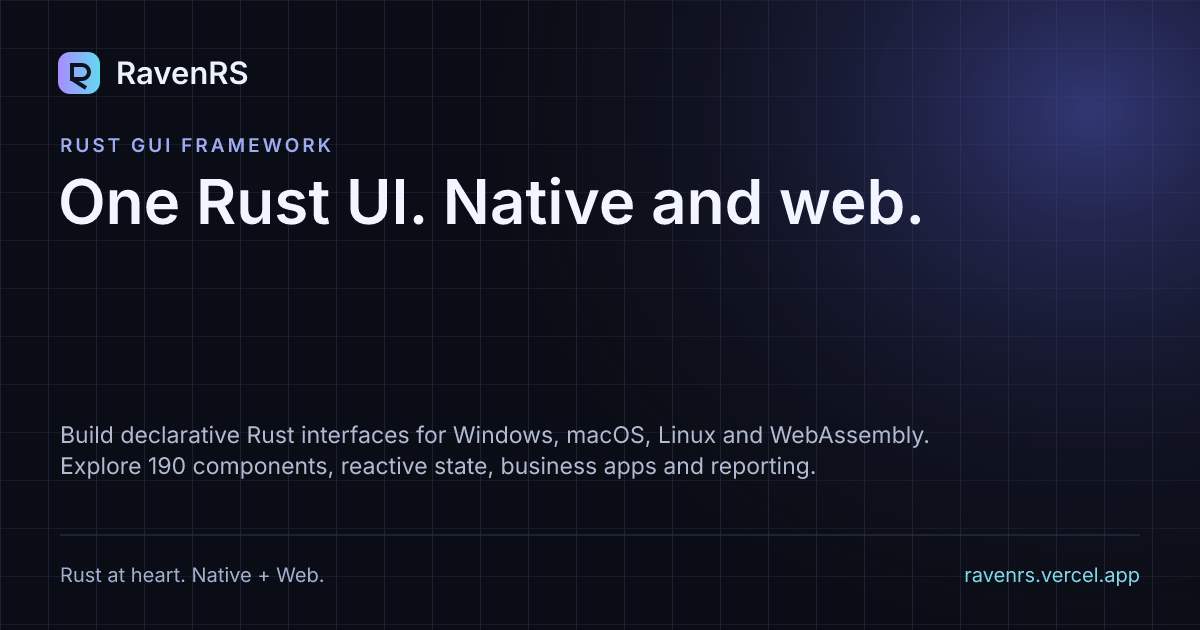 RavenRS
RUST GUI FRAMEWORK
One Rust UI. Native and web.
Build declarative Rust interfaces for Windows, macOS, Linux and WebAssembly.
Explore 190 components, reactive state, business apps and reporting.
Rust at heart. Native + Web.
ravenrs.vercel.app